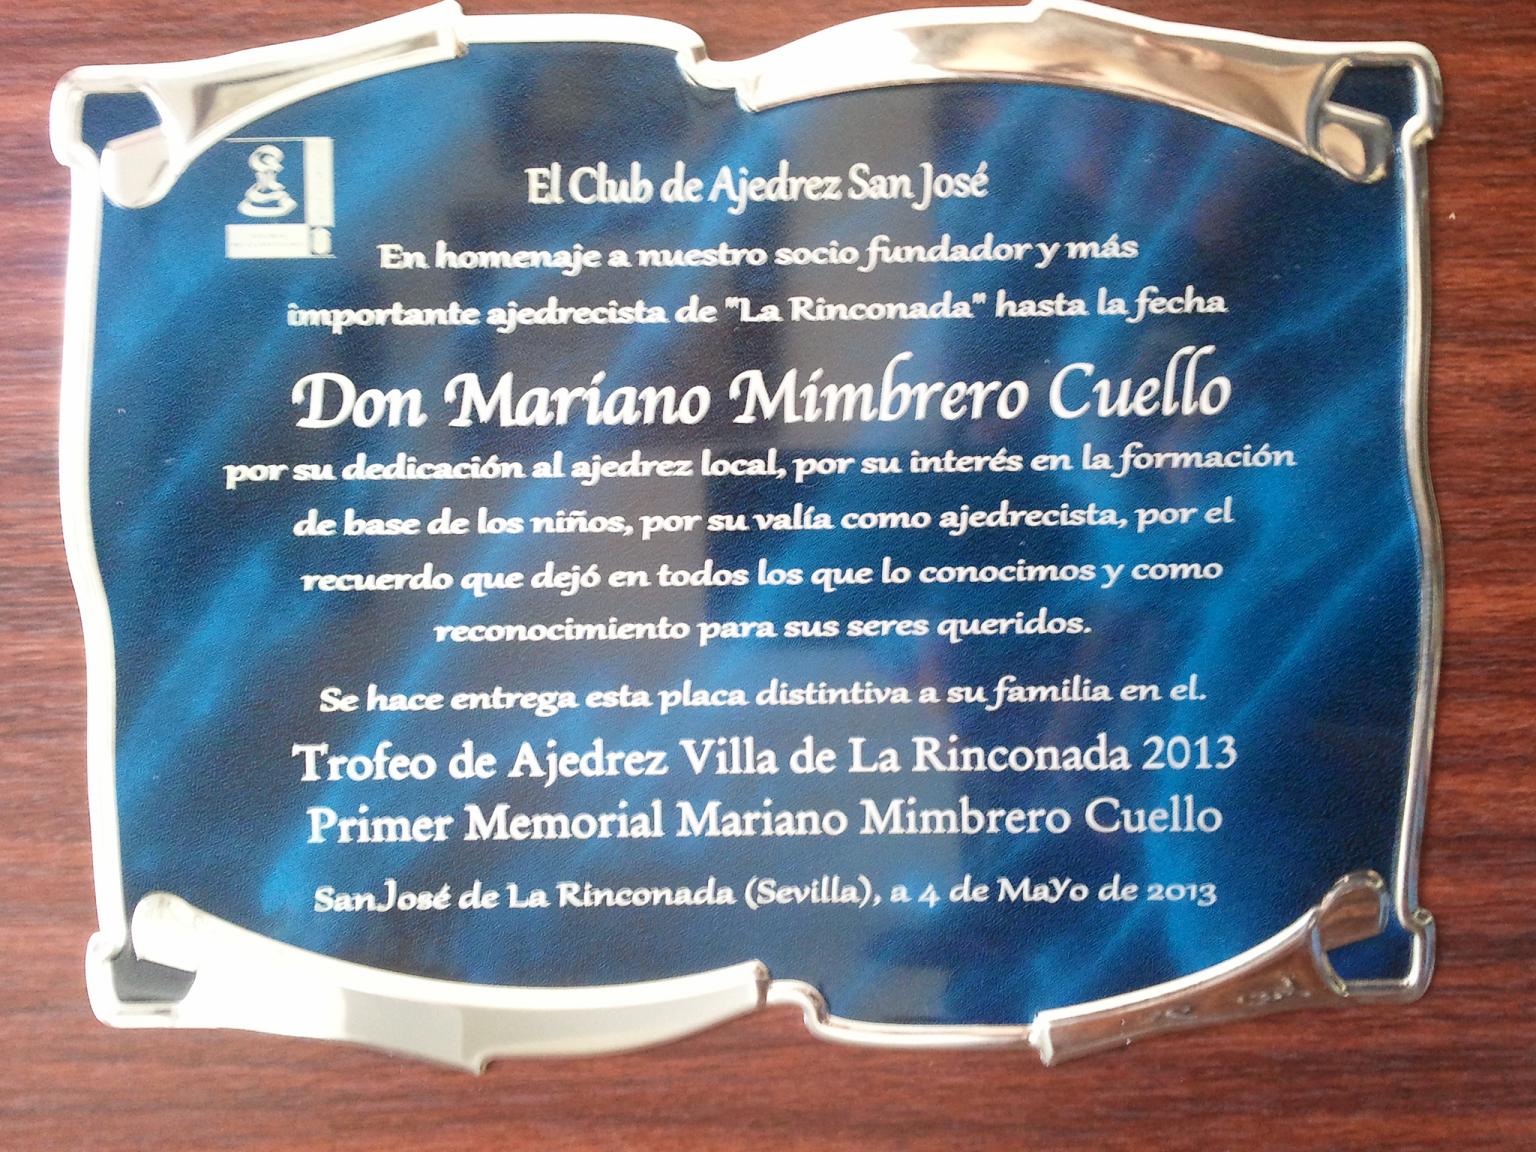 El Club de Ajedrez San José
En homenaje a nuestro socio fundador y más
importante ajedrecista de "La Rinconada" hasta la fecha
Don Mariano Mimbrero Cuello
por su dedicación al ajedrez local, por su interés en la formación
de base de los niños, por su valía como ajedrecista, por el
recuerdo que dejó en todos los que lo conocimos y como
reconocimiento para sus seres queridos.
Se hace entrega esta placa distintiva a su familia en el.
Trofeo de Ajedrez Villa de La Rinconada 2013
Primer Memorial Mariano Mimbrero Cuello
San José de La Rinconada (Sevilla), a 4 de MaYo de 2013